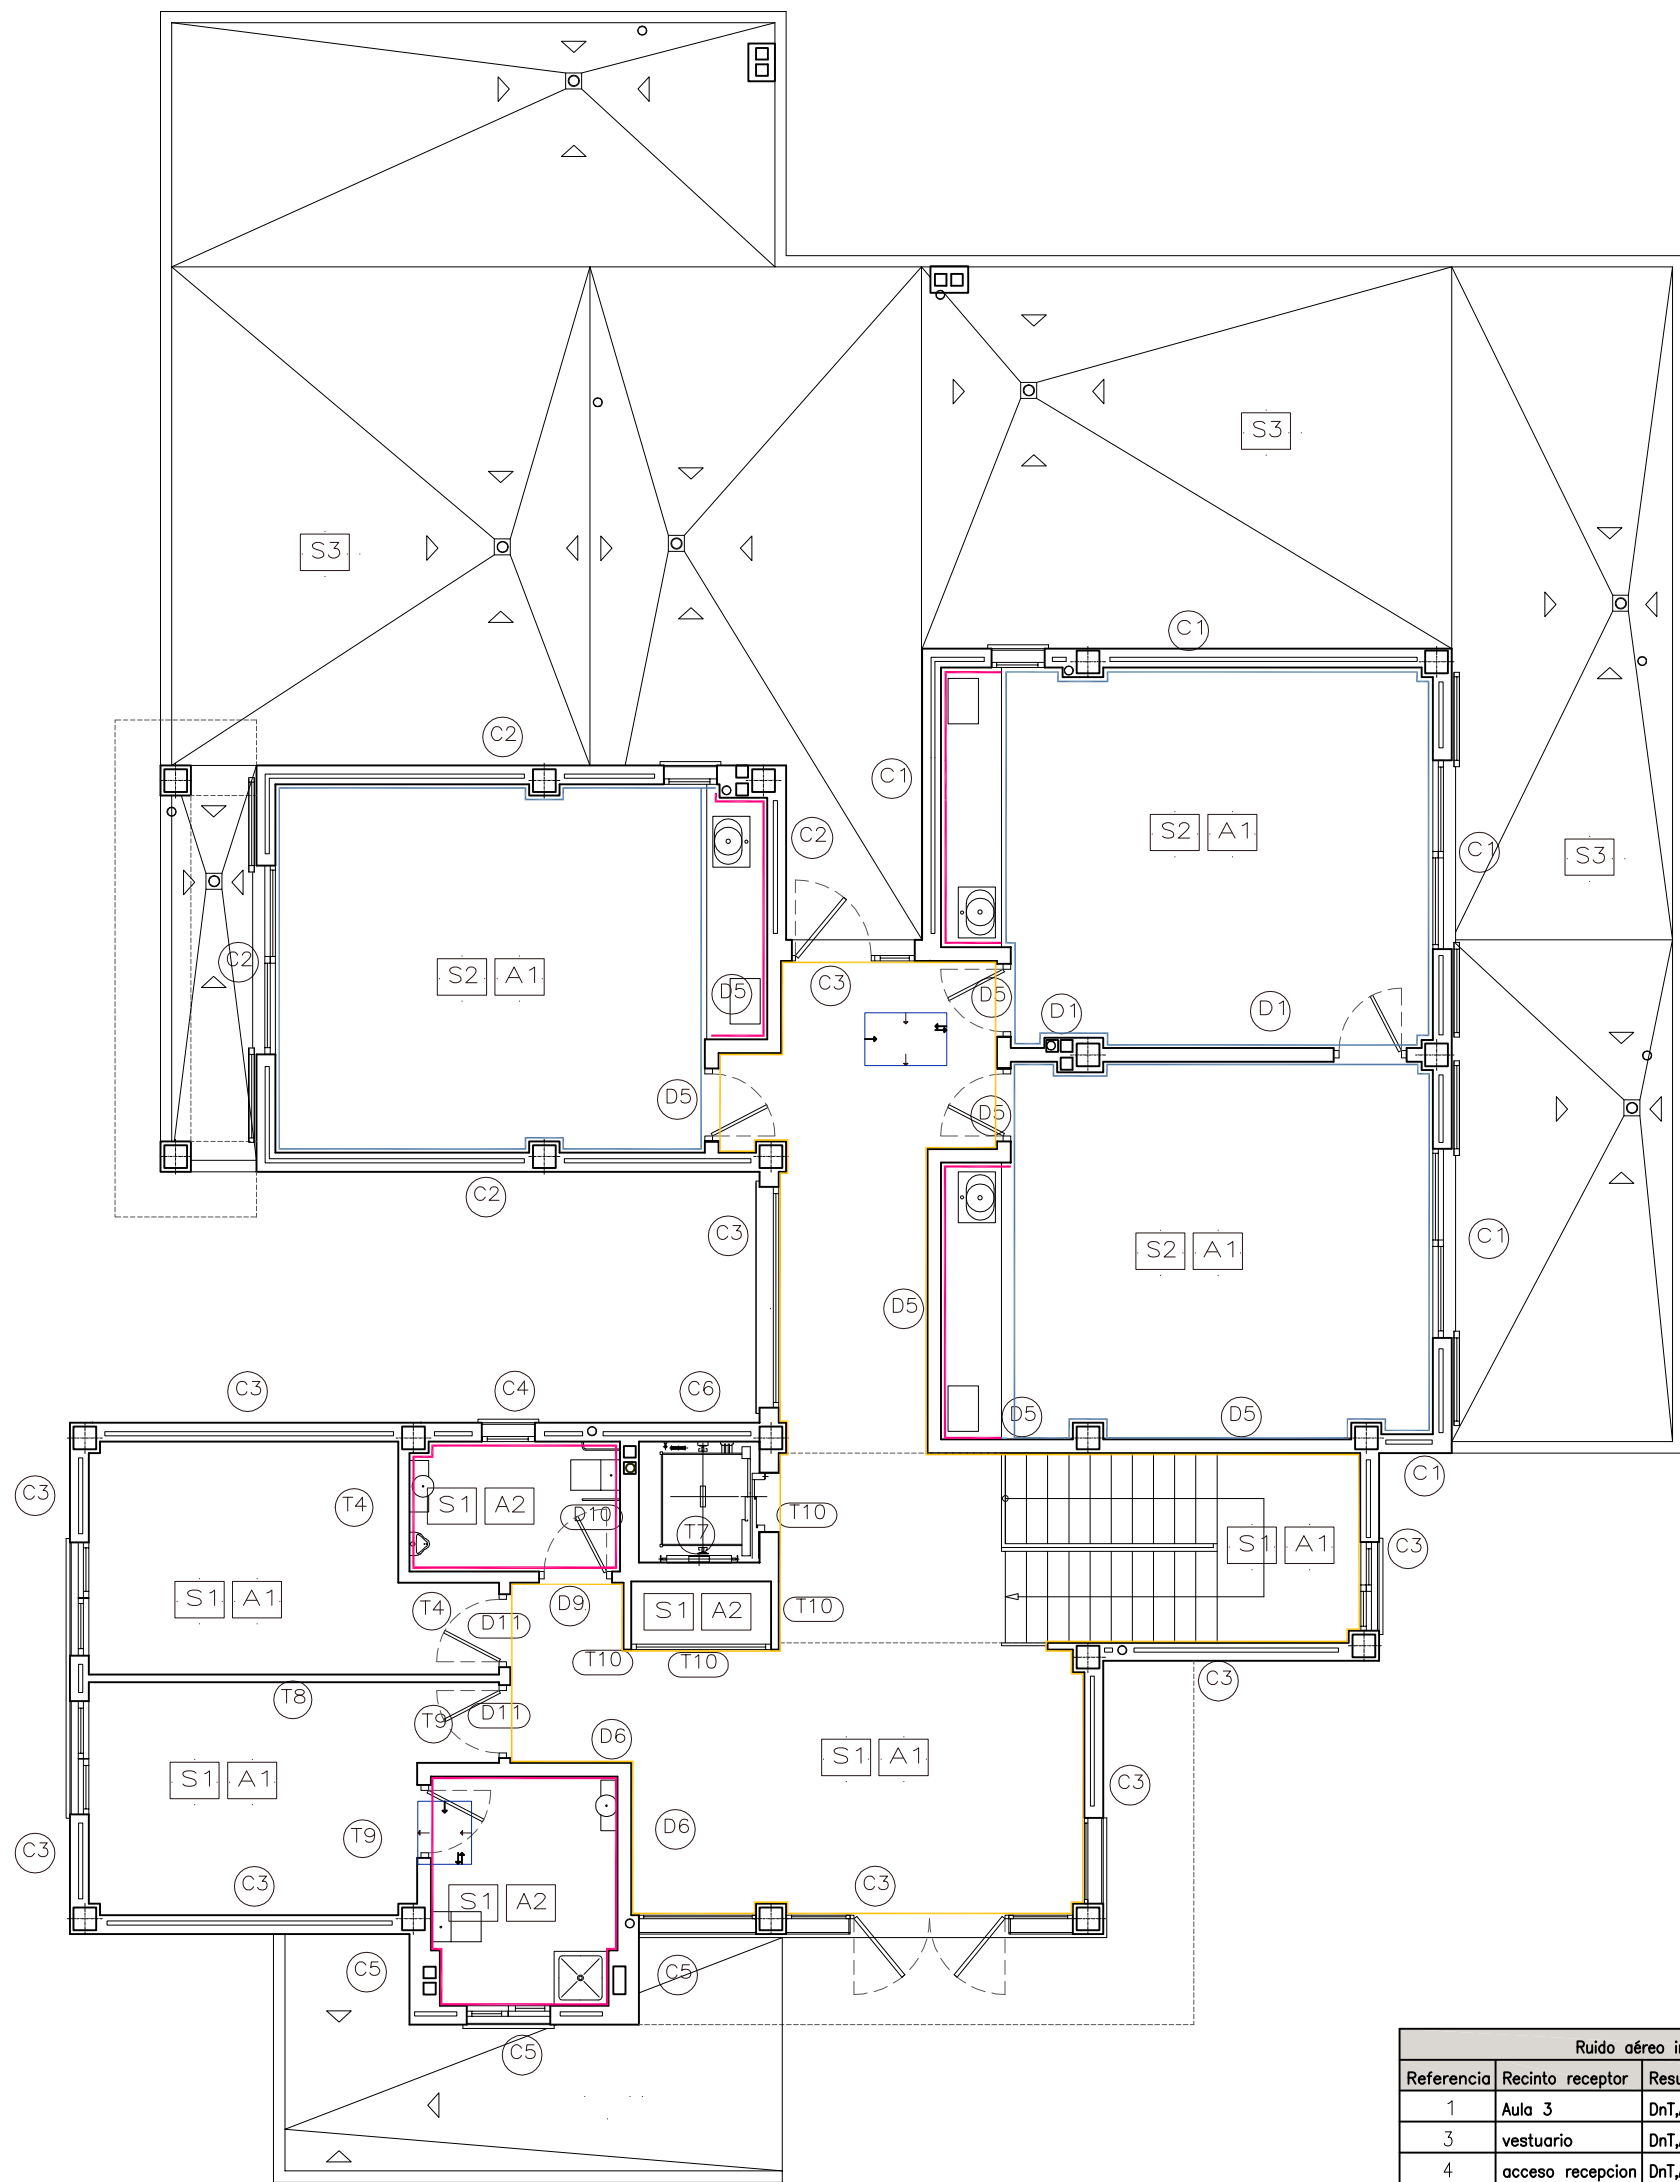 S3
S3
C1
C2
C1
C2
S2 A1
C1
S3
C2
S2 A1
D5
C3
D5
D1
D1
D5
D5
C2
C3
S2 A1
C1
D5
C3
C4
C6
D5
D5
C1
C3
T4
S1 A2
D10
T7
T10
S1 A1
C3
S1 A1
T4
D11
D9
S1 A2
T10
T10
T10
T8
T9
D11
D6
C3
S1 A1
S1 A1
C3
C3
T9
D6
C3
C3
S1 A2
C5
C5
C5
Ruido aéreo
Referencia Recinto receptor
1 Aula 3
3 vestuario
4 acceso recepcion